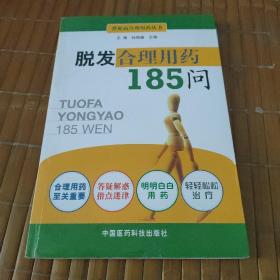 常见病合理用药丛书
脱发合理用药
185问
TUOFA
YONGYAO
185 WEN
合理用药
至关重要
答疑解惑
指点迷津
明明白白
用药
轻轻松松
治疗
中国医药科技出版社